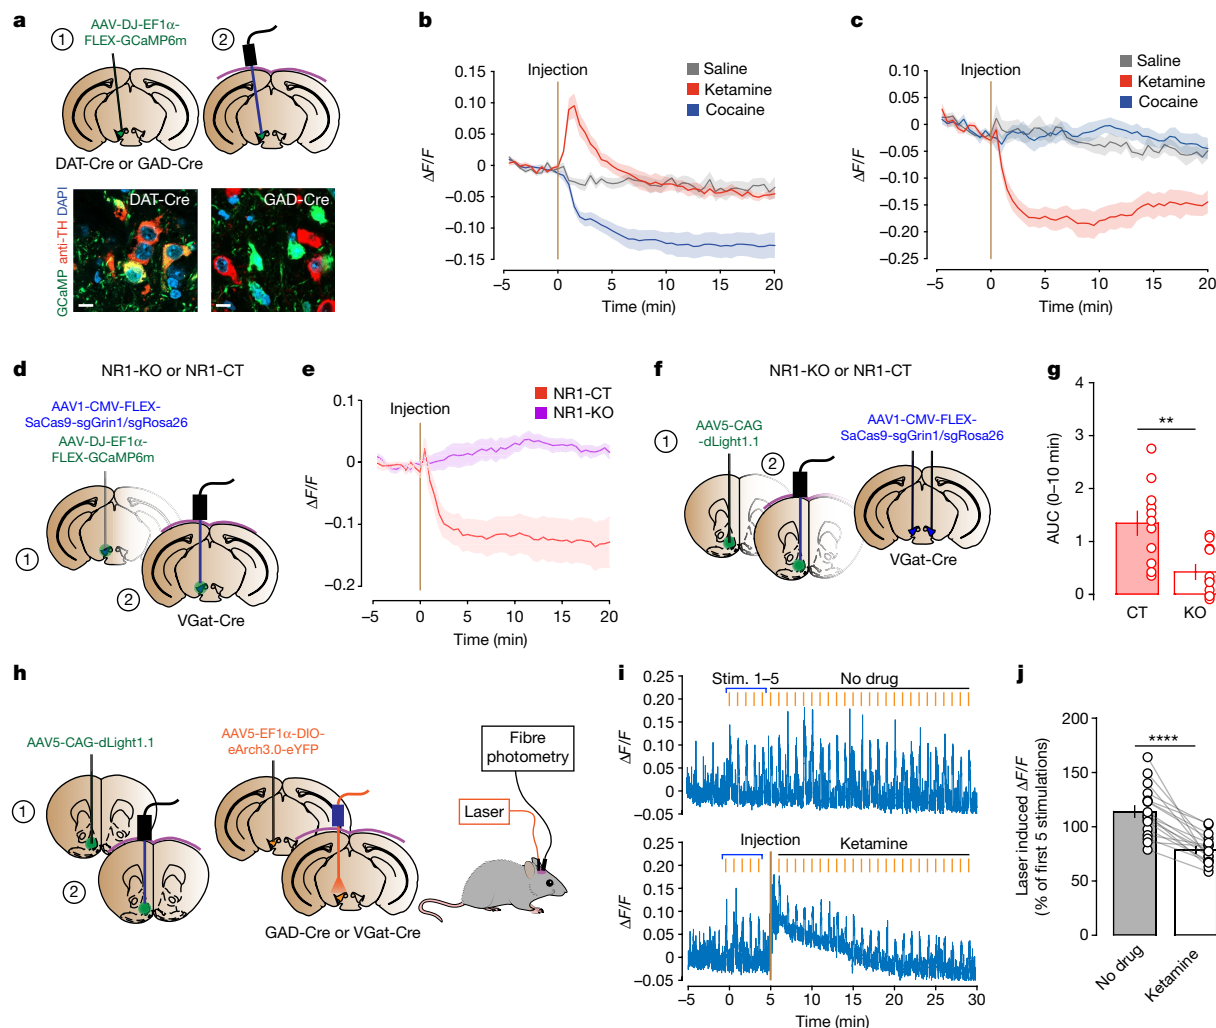 a
1
AAV-DJ-EF1α-
FLEX-GCaMP6m
2
DAT-Cre or GAD-Cre
GCaMP anti-TH DAPI
DAT-Cre
GAD-Cre
b
Injection
Saline
Ketamine
Cocaine
ΔF/F
0.15
0.10
0.05
0
−0.05
−0.10
−0.15
−5 0 5 10 15 20
Time (min)
c
Injection
Saline
Ketamine
Cocaine
ΔF/F
0.10
0.05
0
−0.05
−0.10
−0.15
−0.20
−0.25
−5 0 5 10 15 20
Time (min)
d
NR1-KO or NR1-CT
AAV1-CMV-FLEX-
SaCas9-sgGrin1/sgRosa26
AAV-DJ-EF1α-
FLEX-GCaMP6m
1
2
VGat-Cre
e
Injection
NR1-CT
NR1-KO
ΔF/F
0.1
0
−0.1
−0.2
−5 0 5 10 15 20
Time (min)
f
NR1-KO or NR1-CT
1
AAV5-CAG
-dLight1.1
2
AAV1-CMV-FLEX-
SaCas9-sgGrin1/sgRosa26
VGat-Cre
g
AUC (0–10 min)
4
3
2
1
0
**
CT KO
h
AAV5-CAG-dLight1.1
1
2
AAV5-EF1α-DIO-
eArch3.0-eYFP
GAD-Cre or VGat-Cre
Fibre
photometry
Laser
i
Stim. 1–5
No drug
ΔF/F
0.25
0.20
0.15
0.10
0.05
0
−0.05
Injection
Ketamine
ΔF/F
0.25
0.20
0.15
0.10
0.05
0
−0.05
−5 0 5 10 15 20 25 30
Time (min)
j
Laser induced ΔF/F
(% of first 5 stimulations)
200
150
100
50
0
****
No drug
Ketamine